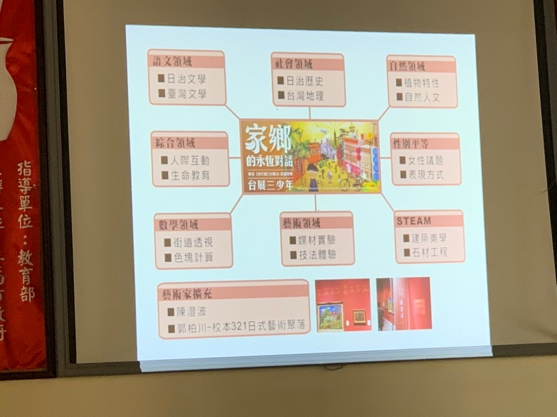 語文領域
■日治文學
■臺灣文學
社會領域
■日治歷史
■台灣地理
自然領域
■植物特性
■自然人文
綜合領域
■人際互動
■生命教育
家鄉
的永恆對話
台展三少年
性別平等
■女性議題
■表現方式
數學領域
■街道透視
■色塊計算
藝術領域
■媒材實驗
■技法體驗
STEAM
■建築美學
■石材工程
藝術家擴充
■陳澄波
■郭柏川-校本321日式藝術聚落
指導單位：教育部